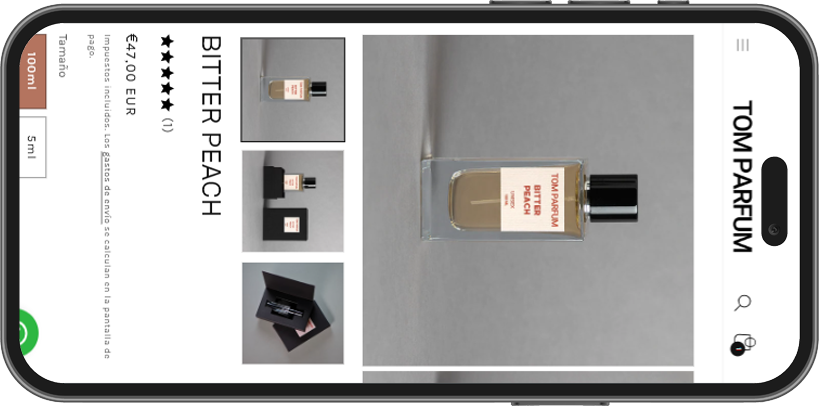 TOM PARFUM
1
TOM PARFUM
BITTER
PEACH
BITTER PEACH
(1)
€47,00 EUR
Impuestos incluidos. Los gastos de envío se calculan en la pantalla de
pago.
Tamaño
100ml
5ml